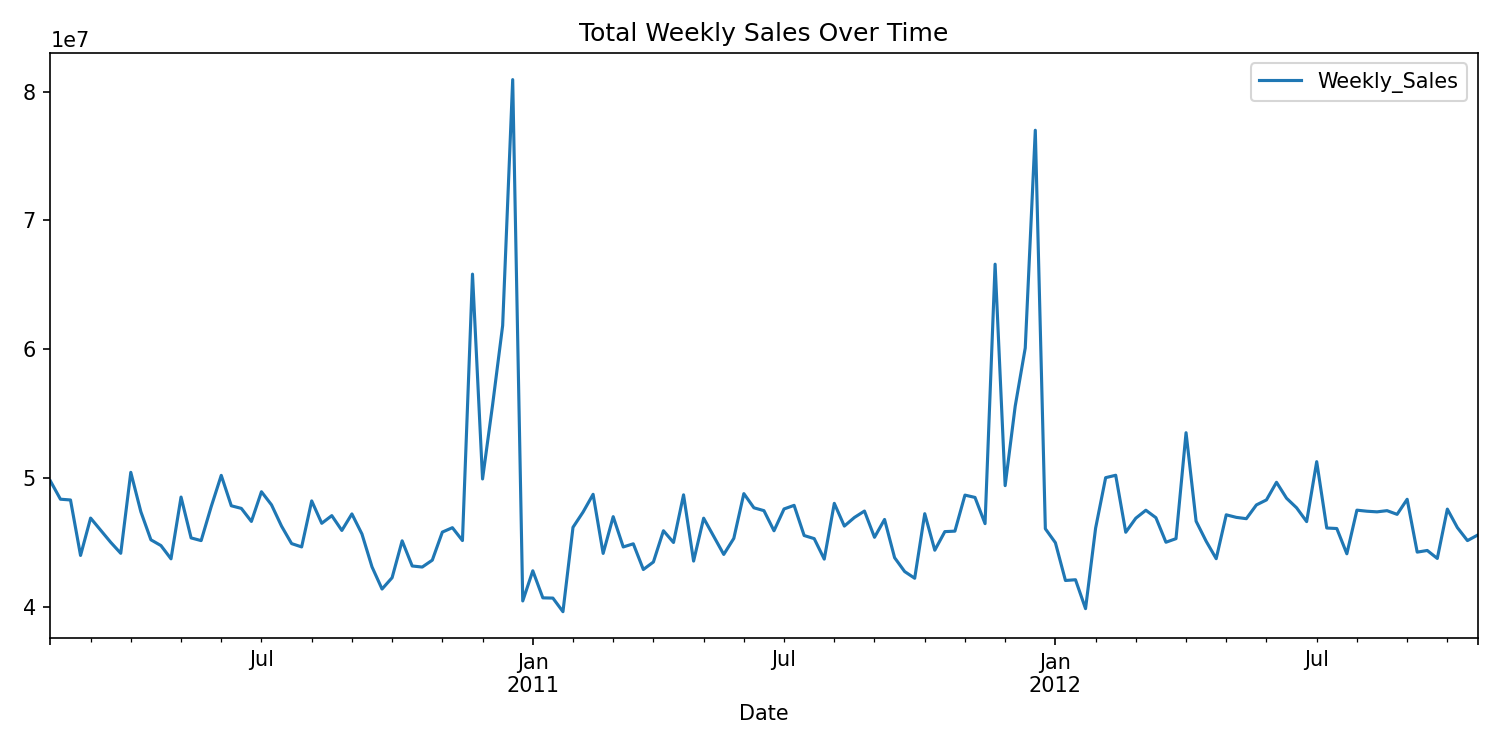 Total Weekly Sales Over Time
1e7
Weekly_Sales
8
7
6
5
4
Jul
Jan
2011
Jul
Jan
2012
Jul
Date